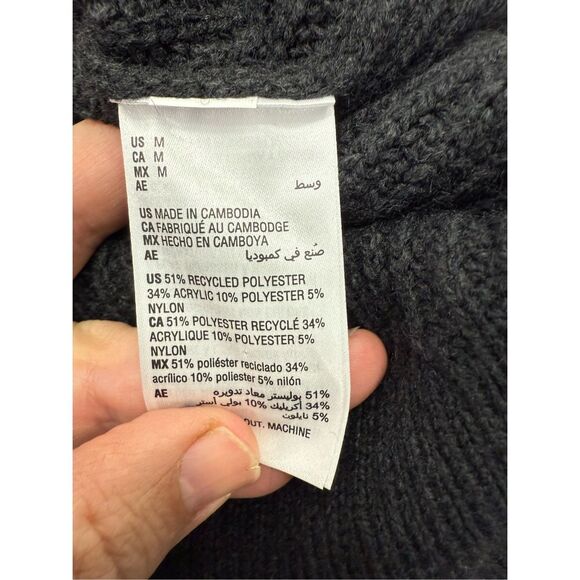 US M
CA M
MX M
AE وسط
US MADE IN CAMBODIA
CA FABRIQUÉ AU CAMBODGE
MX HECHO EN CAMBOYA
AE صُنع في كمبوديا
US 51% RECYCLED POLYESTER
34% ACRYLIC 10% POLYESTER 5%
NYLON
CA 51% POLYESTER RECYCLÉ 34%
ACRYLIQUE 10% POLYESTER 5%
NYLON
MX 51% poliéster reciclado 34%
acrílico 10% poliester 5% nilón
AE 51% بوليستر معاد تدويره
34% أكريليك 10% بولي أستر
5% نايلون
OUT. MACHINE